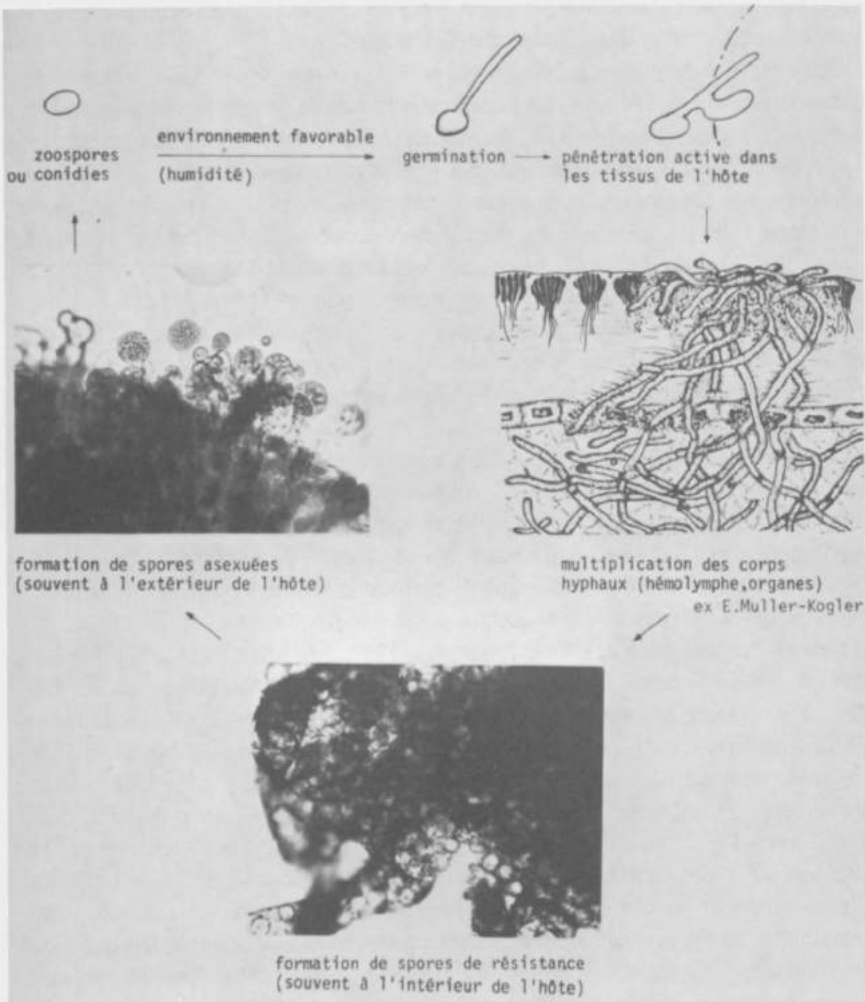 zoospores
ou conidies
environnement favorable
(humidité)
germination
pénétration active dans
les tissus de l'hôte
formation de spores asexuées
(souvent à l'extérieur de l'hôte)
multiplication des corps
hyphaux (hémolymphe,organes)
ex E.Muller-Kogler
formation de spores de résistance
(souvent à l'intérieur de l'hôte)